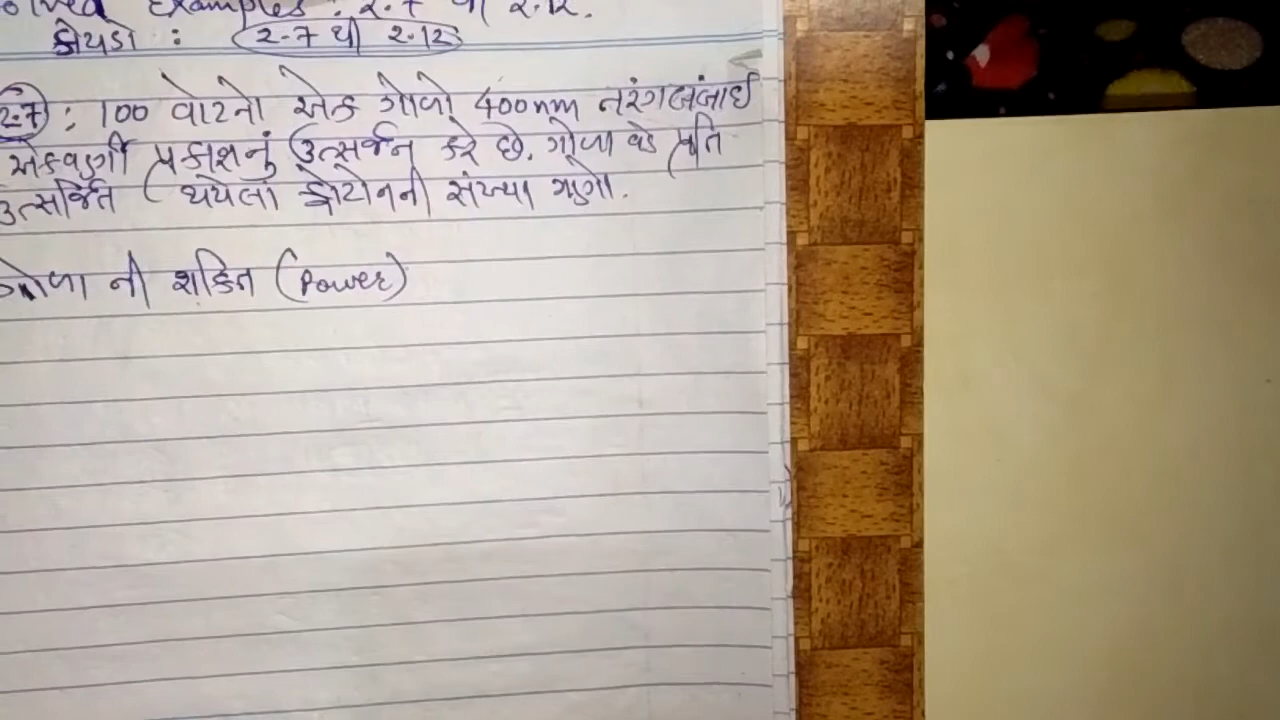 Examples : 2.7 થી 2.12.
કોયડા : 2.7 થી 2.12
2.7 : 100 વોટનો એક ગોળો 400nm તરંગલંબાઈ
એકવર્ણી પ્રકાશનું ઉત્સર્જન કરે છે. ગોળા વડે પ્રતિ
ઉત્સર્જિત થયેલા ફોટોનની સંખ્યા ગણો.
ગોળા ની શકિત (Power)